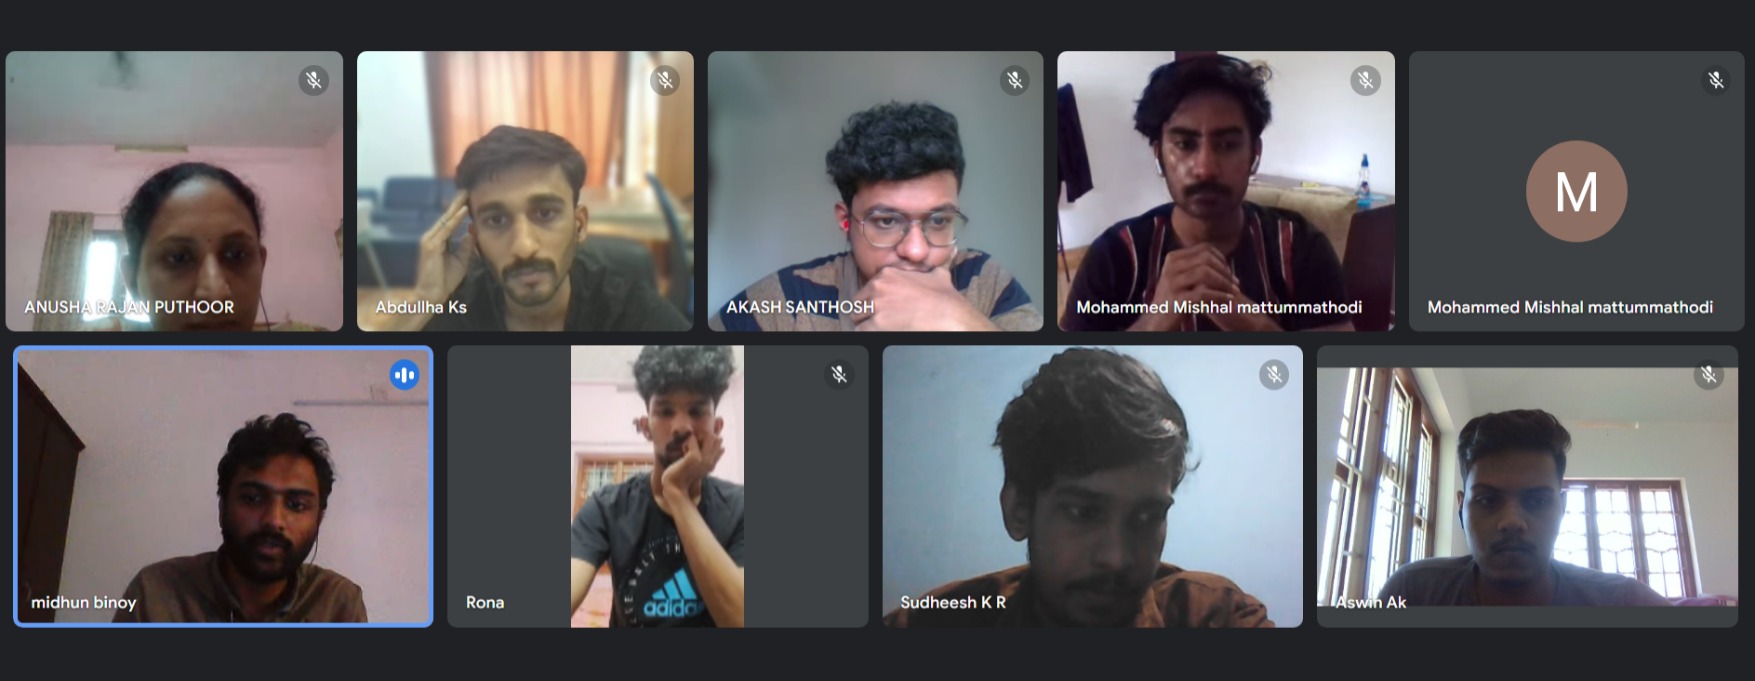 ANUSHA RAJAN PUTHOOR
Abdullha Ks
AKASH SANTHOSH
Mohammed Mishhal mattummathodi
M
Mohammed Mishhal mattummathodi
midhun binoy
Rona
adidas
Sudheesh K R
Aswin Ak